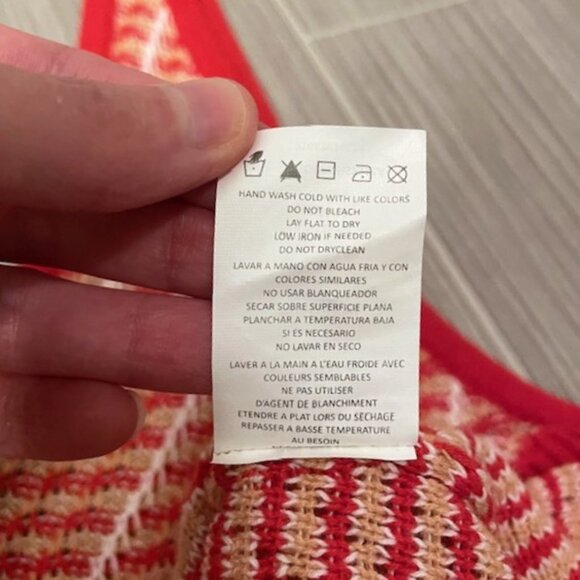 HAND WASH COLD WITH LIKE COLORS
DO NOT BLEACH
LAY FLAT TO DRY
LOW IRON IF NEEDED
DO NOT DRYCLEAN
LAVAR A MANO CON AGUA FRIA Y CON
COLORES SIMILARES
NO USAR BLANQUEADOR
SECAR SOBRE SUPERFICIE PLANA
PLANCHAR A TEMPERATURA BAJA
SI ES NECESARIO
NO LAVAR EN SECO
LAVER A LA MAIN A L'EAU FROIDE AVEC
COULEURS SEMBLABLES
NE PAS UTILISER
D'AGENT DE BLANCHIMENT
ETENDRE A PLAT LORS DU SÉCHAGE
REPASSER A BASSE TEMPERATURE
AU BESOIN